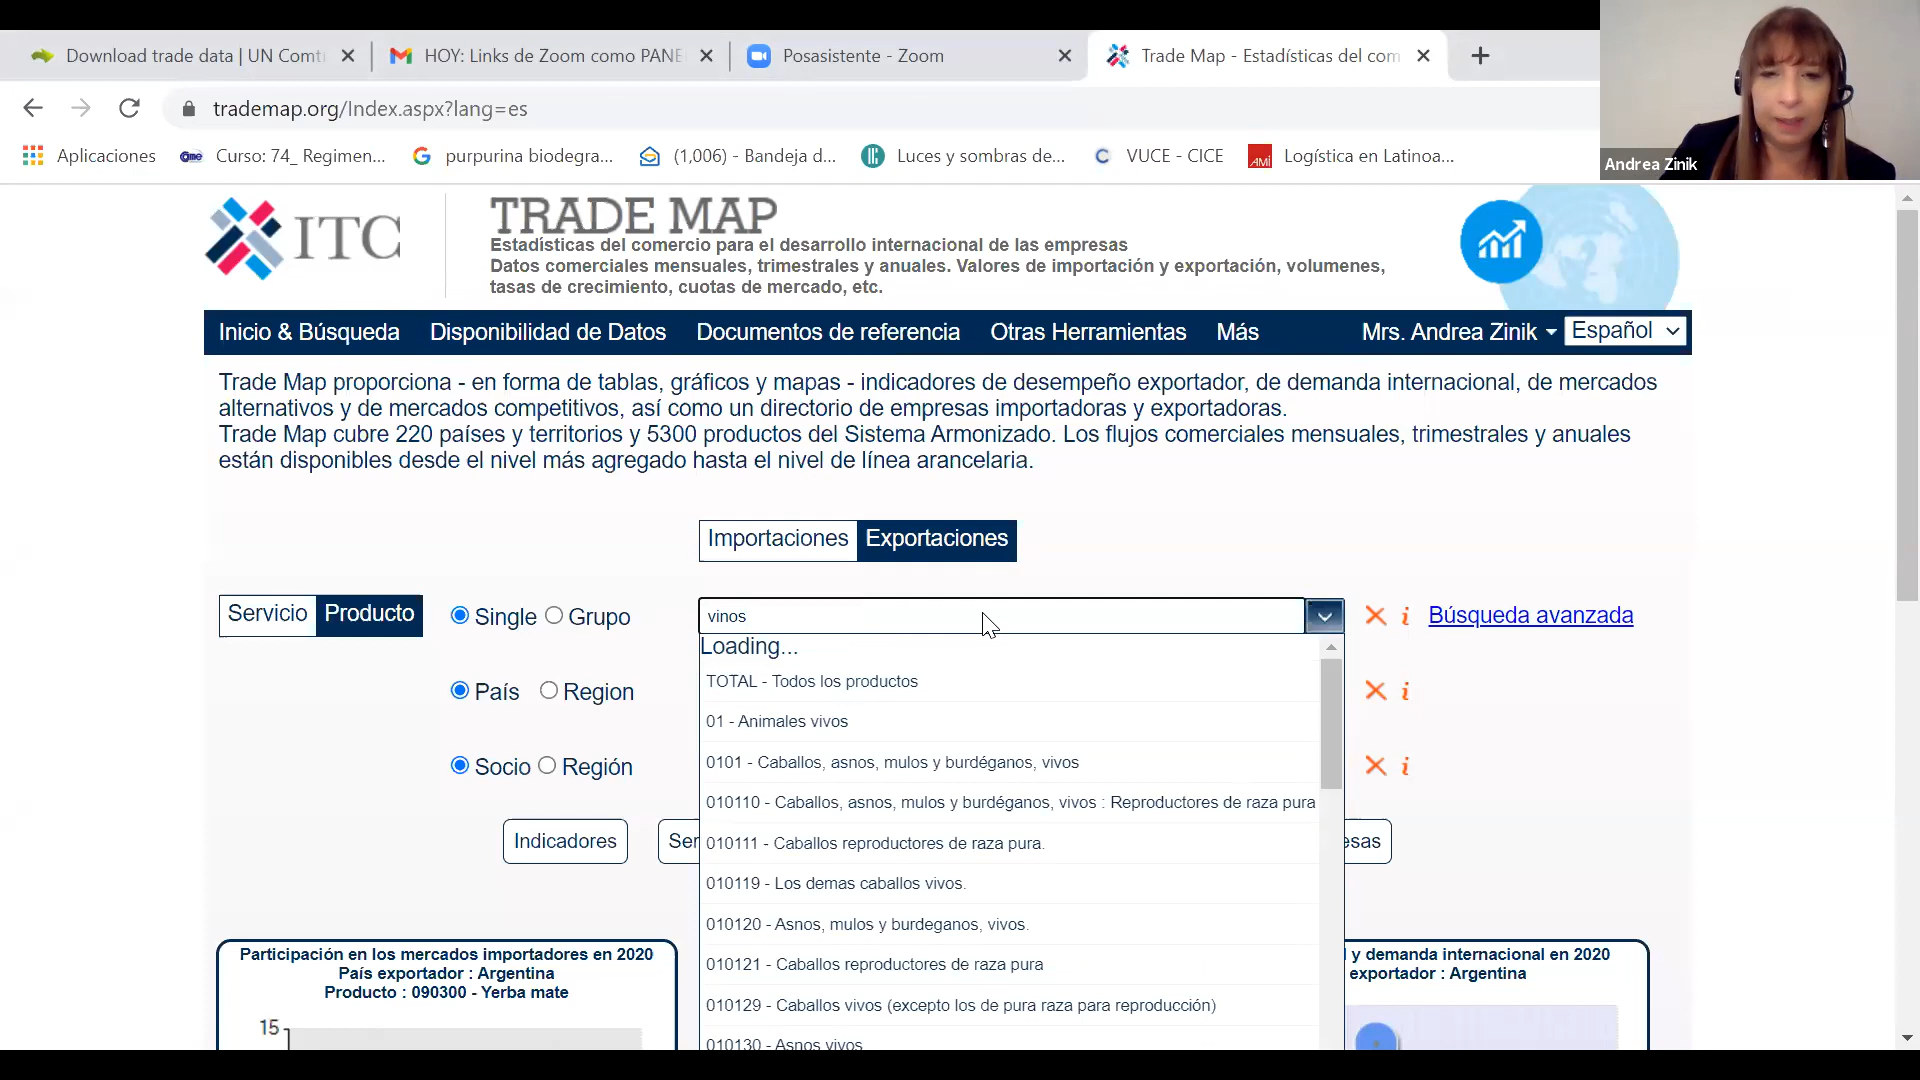 Download trade data | UN Comt
HOY: Links de Zoom como PANE
Posasistente - Zoom
Trade Map - Estadísticas del com
trademap.org/Index.aspx?lang=es
Aplicaciones
Curso: 74_ Regimen...
purpurina biodegra...
(1,006) - Bandeja d...
Luces y sombras de...
VUCE - CICE
Logística en Latinoa...
Andrea Zinik
ITC
TRADE MAP
Estadísticas del comercio para el desarrollo internacional de las empresas
Datos comerciales mensuales, trimestrales y anuales. Valores de importación y exportación, volumenes,
tasas de crecimiento, cuotas de mercado, etc.
Inicio & Búsqueda Disponibilidad de Datos Documentos de referencia Otras Herramientas Más Mrs. Andrea Zinik Español
Trade Map proporciona - en forma de tablas, gráficos y mapas - indicadores de desempeño exportador, de demanda internacional, de mercados
alternativos y de mercados competitivos, así como un directorio de empresas importadoras y exportadoras.
Trade Map cubre 220 países y territorios y 5300 productos del Sistema Armonizado. Los flujos comerciales mensuales, trimestrales y anuales
están disponibles desde el nivel más agregado hasta el nivel de línea arancelaria.
Importaciones Exportaciones
Servicio Producto Single Grupo vinos Búsqueda avanzada
Loading...
TOTAL - Todos los productos
País Region
01 - Animales vivos
0101 - Caballos, asnos, mulos y burdéganos, vivos
Socio Región
010110 - Caballos, asnos, mulos y burdéganos, vivos : Reproductores de raza pura
Indicadores Ser esas
010111 - Caballos reproductores de raza pura.
010119 - Los demas caballos vivos.
010120 - Asnos, mulos y burdeganos, vivos.
010121 - Caballos reproductores de raza pura
010129 - Caballos vivos (excepto los de pura raza para reproducción)
010130 - Asnos vivos
Participación en los mercados importadores en 2020
País exportador : Argentina
Producto : 090300 - Yerba mate
15
l y demanda internacional en 2020
exportador : Argentina